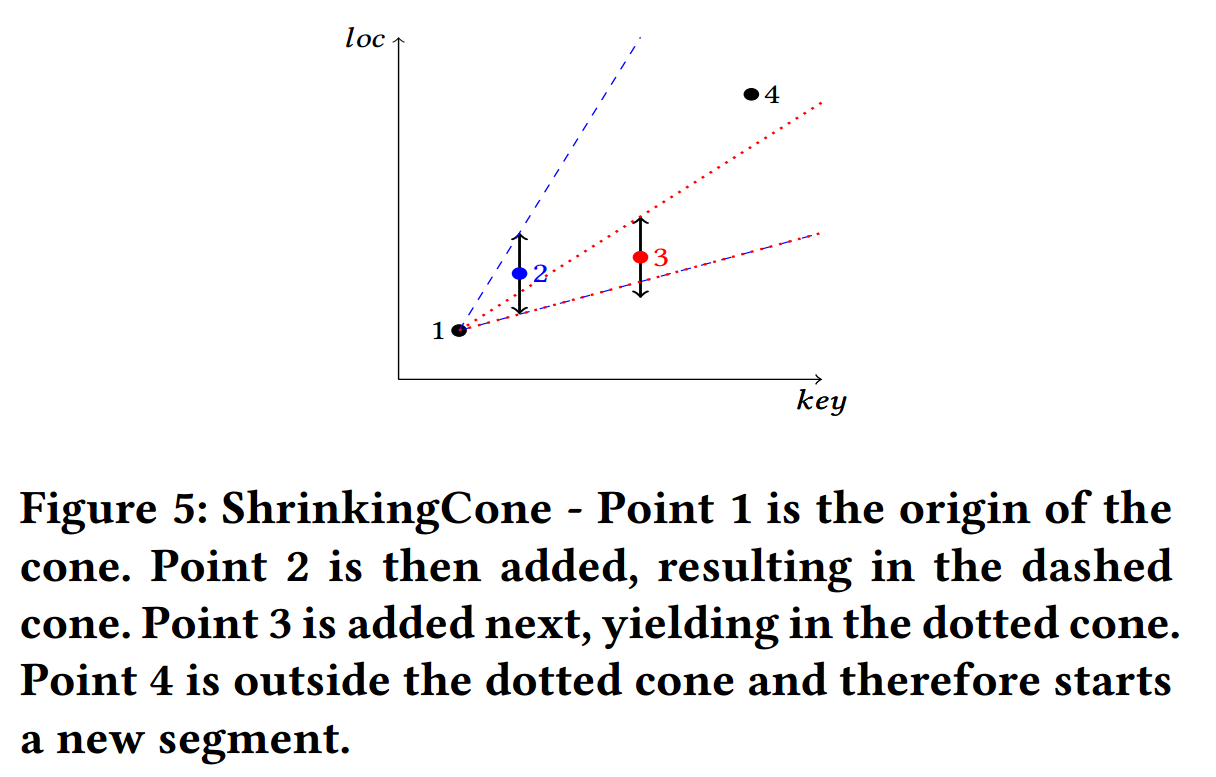 loc
4
3
2
1
key
Figure 5: ShrinkingCone - Point 1 is the origin of the
cone. Point 2 is then added, resulting in the dashed
cone. Point 3 is added next, yielding in the dotted cone.
Point 4 is outside the dotted cone and therefore starts
a new segment.